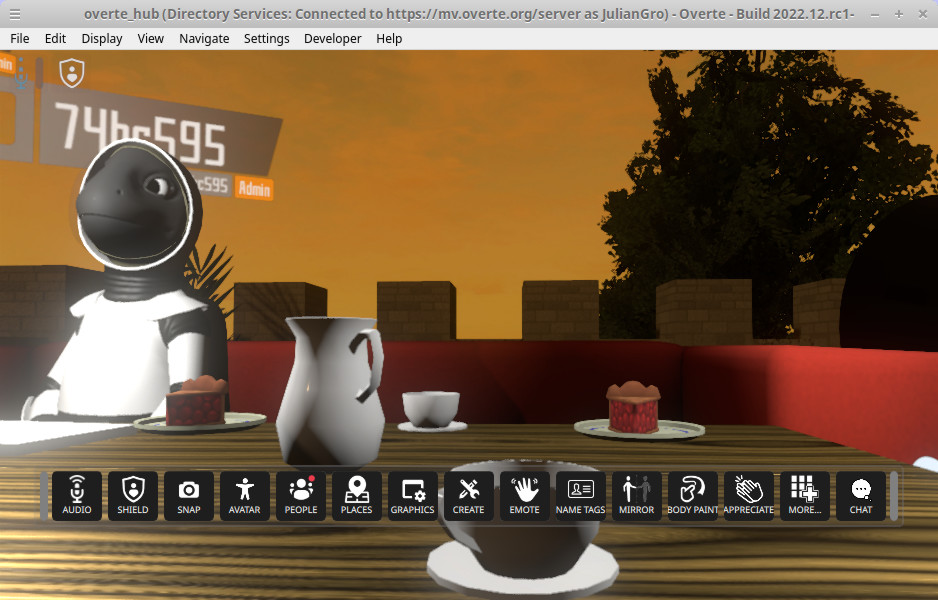 overte_hub (Directory Services: Connected to https://mv.overte.org/server as JulianGro) - Overte - Build 2022.12.rc1-
File Edit Display View Navigate Settings Developer Help
74bc595
bc595 Admin
AUDIO SHIELD SNAP AVATAR PEOPLE PLACES GRAPHICS CREATE EMOTE NAME TAGS MIRROR BODY PAINT APPRECIATE MORE... CHAT